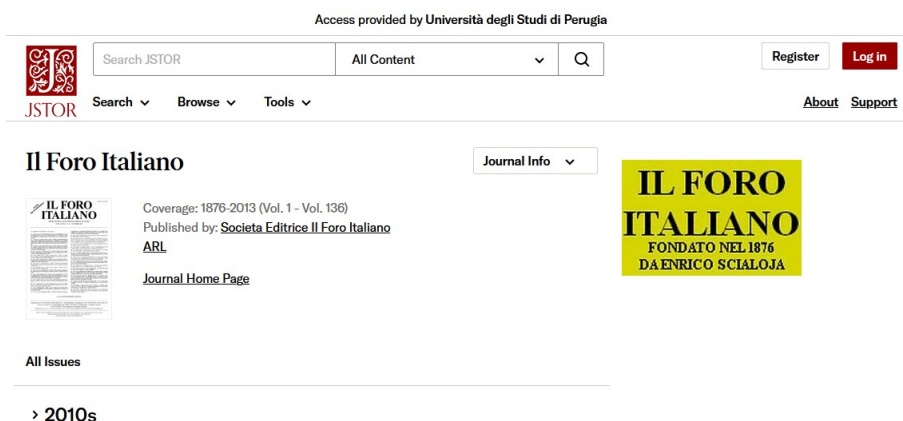 Access provided by Università degli Studi di Perugia
Search JSTOR
All Content
Register
Log in
JSTOR
Search
Browse
Tools
About
Support
Il Foro Italiano
Journal Info
IL FORO
ITALIANO
Coverage: 1876-2013 (Vol. 1 - Vol. 136)
Published by: Societa Editrice Il Foro Italiano
ARL
Journal Home Page
IL FORO
ITALIANO
FONDATO NEL 1876
DA ENRICO SCIALOJA
All Issues
2010s